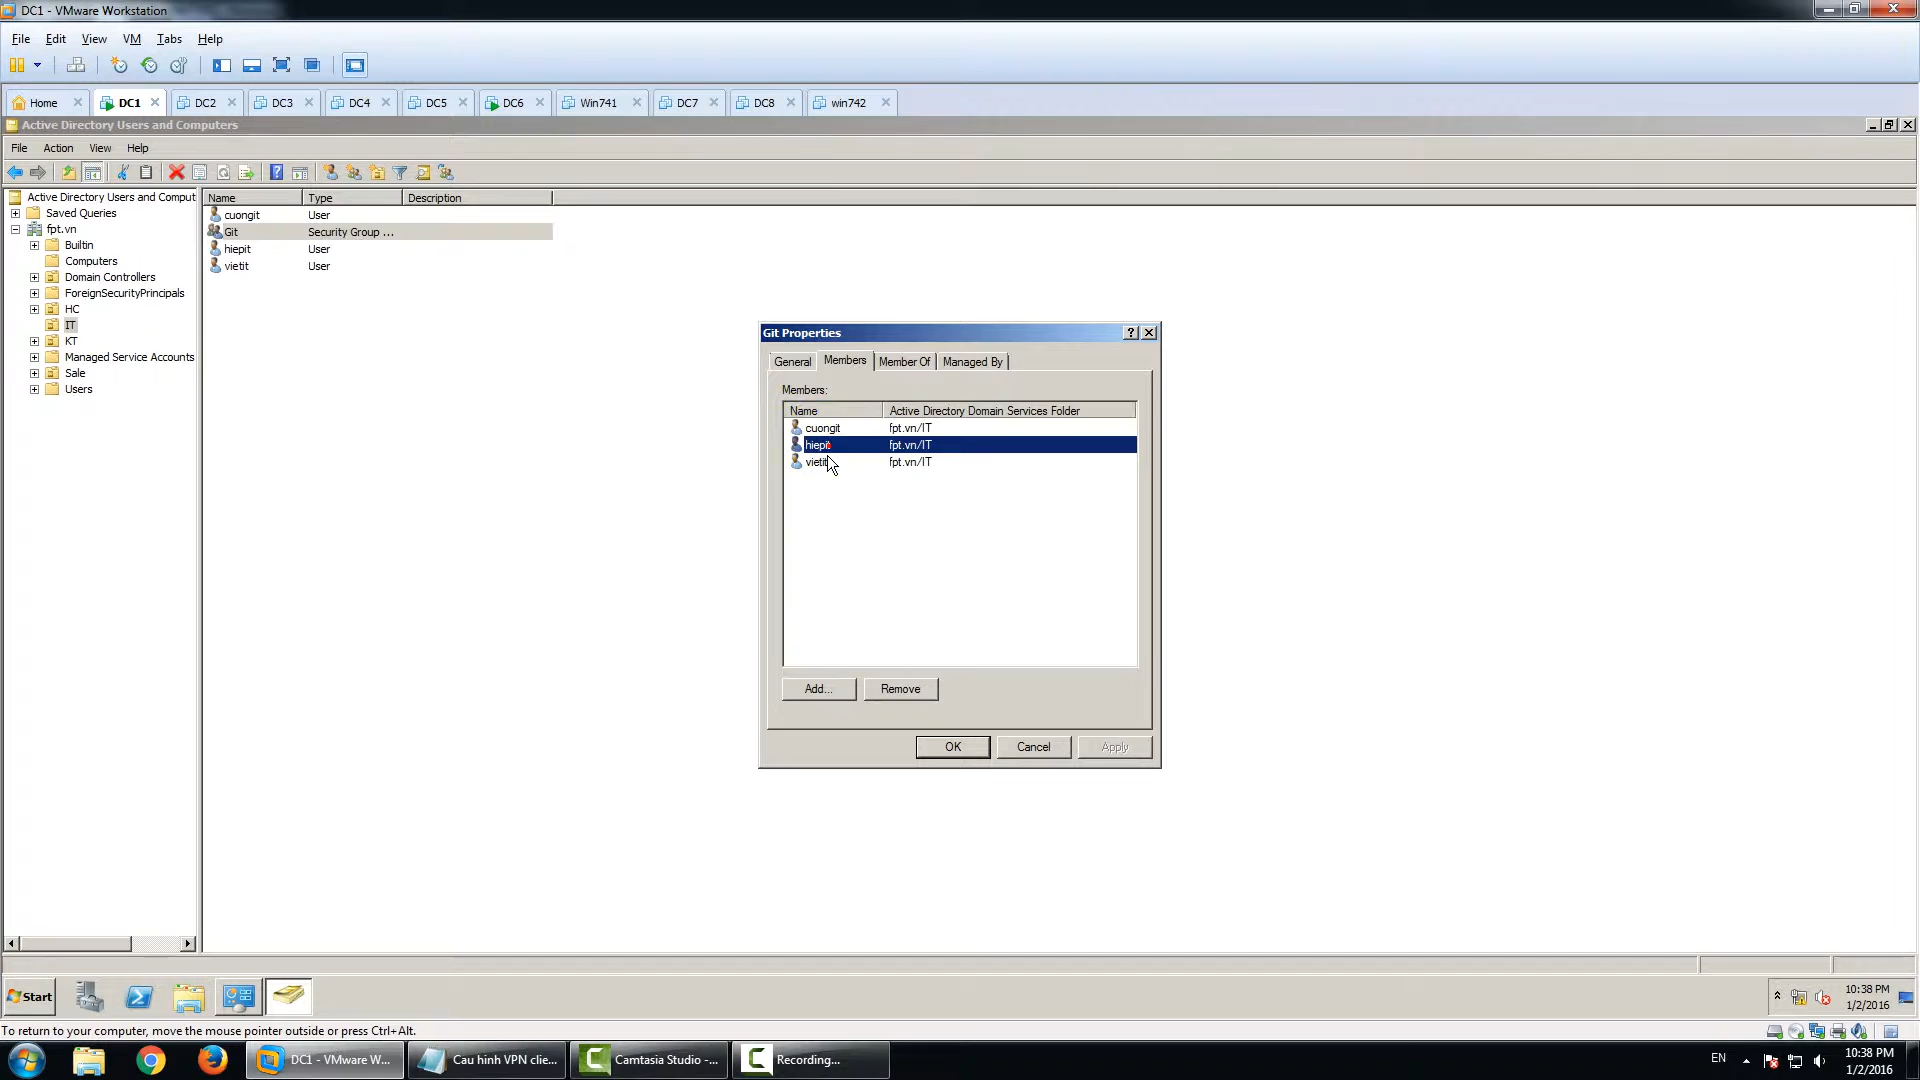 DC1 - VMware Workstation
File Edit View VM Tabs Help
Home DC1 DC2 DC3 DC4 DC5 DC6 Win741 DC7 DC8 win742
Active Directory Users and Computers
File Action View Help
Active Directory Users and Comput
Saved Queries
fpt.vn
Builtin
Computers
Domain Controllers
ForeignSecurityPrincipals
HC
IT
KT
Managed Service Accounts
Sale
Users
Name Type Description
cuongit User
Git Security Group ...
hiepit User
vietit User
Git Properties
General Members Member Of Managed By
Members:
Name Active Directory Domain Services Folder
cuongit fpt.vn/IT
hiepit fpt.vn/IT
vietit fpt.vn/IT
Add... Remove
OK Cancel Apply
Start
10:38 PM
1/2/2016
To return to your computer, move the mouse pointer outside or press Ctrl+Alt.
DC1 - VMware W... Cau hinh VPN clie... Camtasia Studio -... Recording...
EN
10:38 PM
1/2/2016